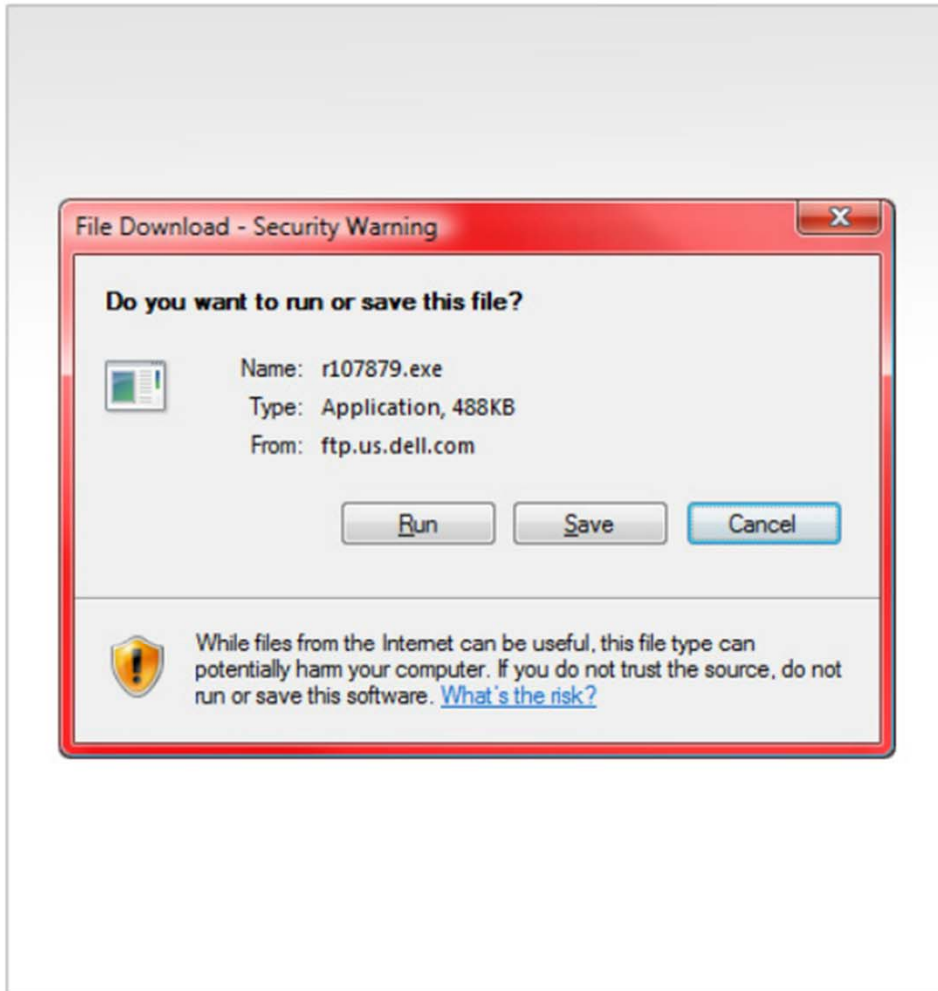 File Download - Security Warning
Do you want to run or save this file?
Name: r107879.exe
Type: Application, 488KB
From: ftp.us.dell.com
Run Save Cancel
While files from the Internet can be useful, this file type can
potentially harm your computer. If you do not trust the source, do not
run or save this software. What's the risk?